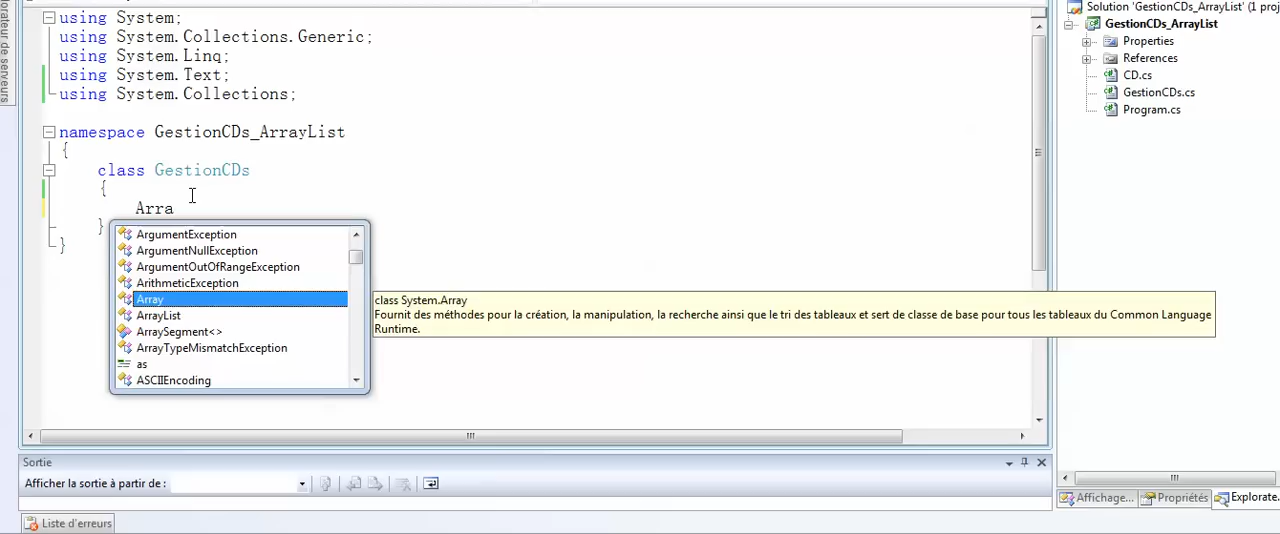 orateur de serveurs
using System;
using System.Collections.Generic;
using System.Linq;
using System.Text;
using System.Collections;
namespace GestionCDs_ArrayList
{
class GestionCDs
{
Arra
}
}
ArgumentException
ArgumentNullException
ArgumentOutOfRangeException
ArithmeticException
Array
ArrayList
ArraySegment<>
ArrayTypeMismatchException
as
ASCIIEncoding
class System.Array
Fournit des méthodes pour la création, la manipulation, la recherche ainsi que le tri des tableaux et sert de classe de base pour tous les tableaux du Common Language
Runtime.
Sortie
Afficher la sortie à partir de :
Liste d'erreurs
Solution 'GestionCDs_ArrayList' (1 proj
GestionCDs_ArrayList
Properties
References
CD.cs
GestionCDs.cs
Program.cs
Affichage... Propriétés Explorate.